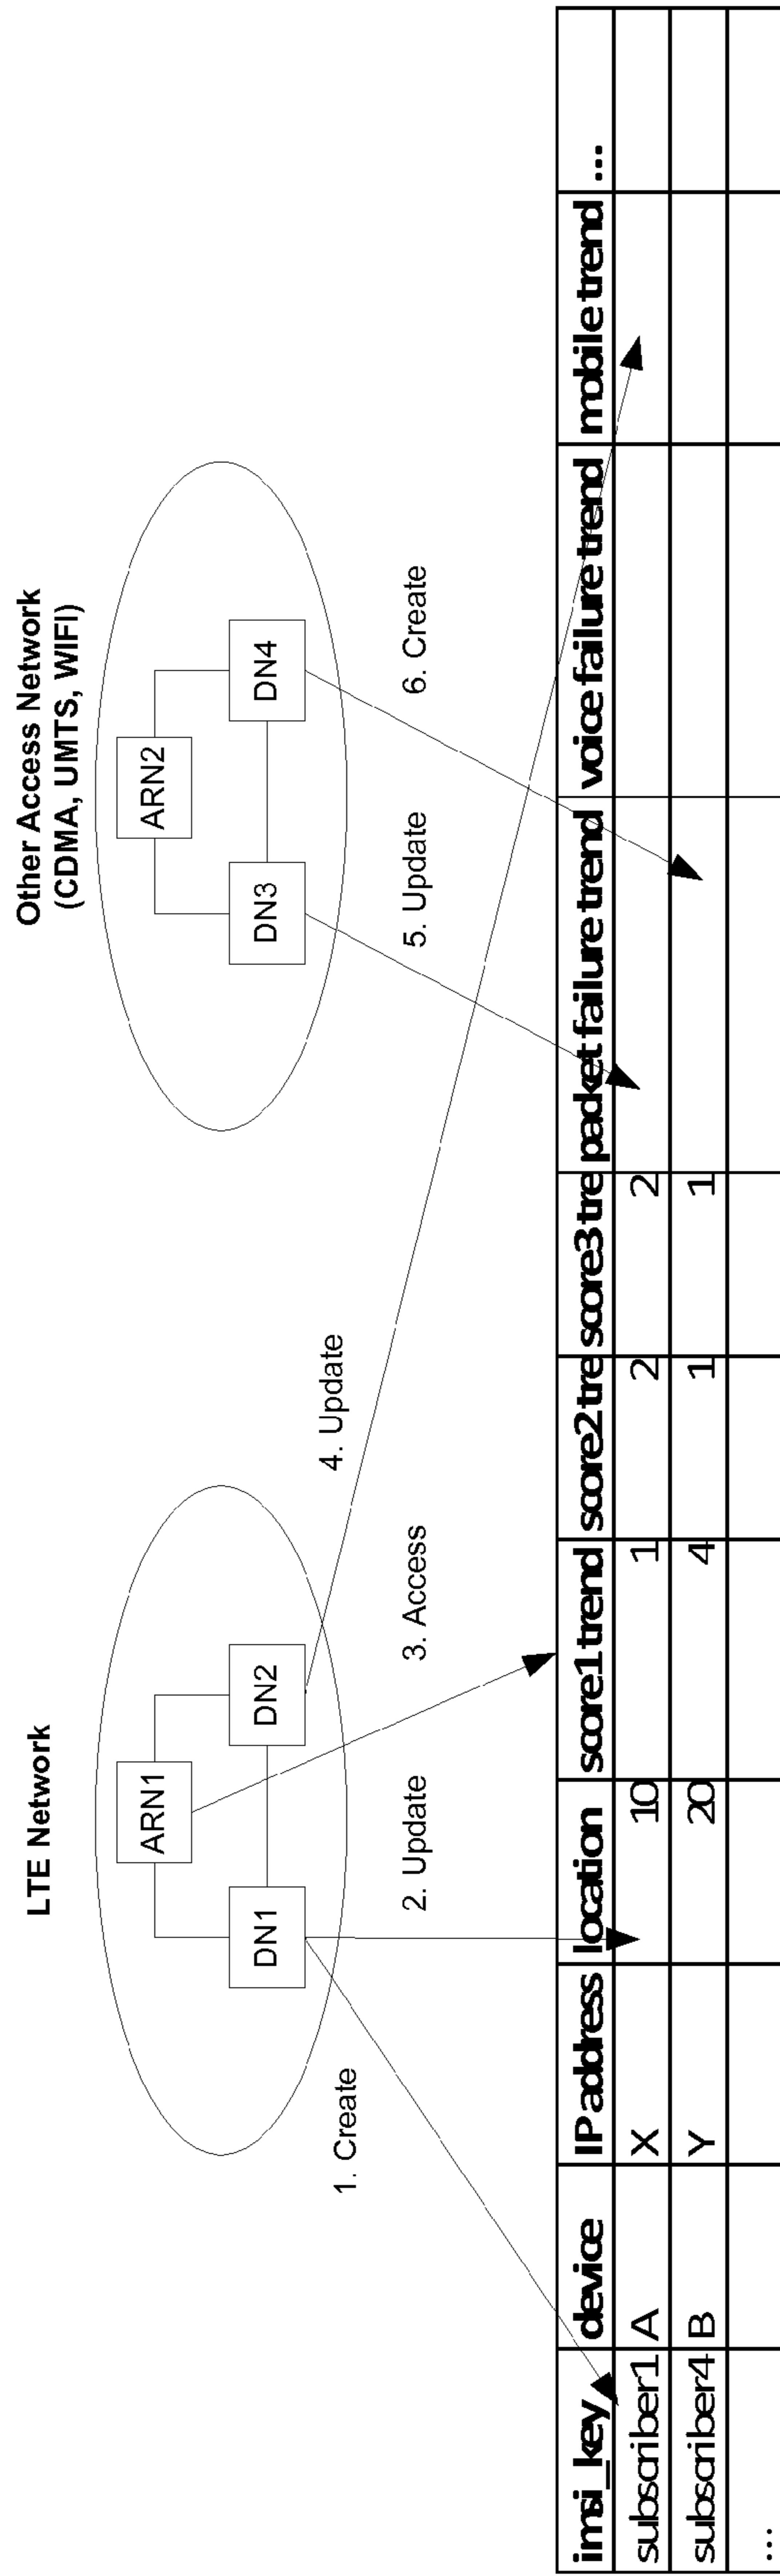 LTE Network
Other Access Network
(CDMA, UMTS, WIFI)
ARN1
DN1
DN2
ARN2
DN3
DN4
1. Create
2. Update
3. Access
4. Update
5. Update
6. Create
imsi_key device IP address location score1 trend score2 tre score3 tre packet failure trend voice failure trend mobile trend ...
subscriber1 A X 10 1 2 2
subscriber4 B Y 20 4 1 1
...